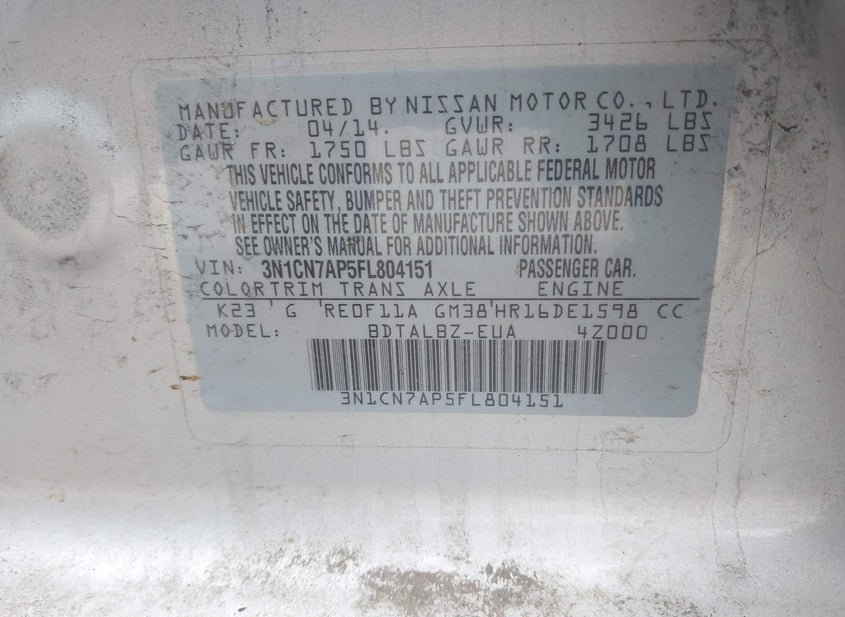 MANUFACTURED BY NISSAN MOTOR CO., LTD.
DATE: 04/14. GVWR: 3426 LBS
GAWR FR: 1750 LBS GAWR RR: 1708 LBS
THIS VEHICLE CONFORMS TO ALL APPLICABLE FEDERAL MOTOR
VEHICLE SAFETY, BUMPER AND THEFT PREVENTION STANDARDS
IN EFFECT ON THE DATE OF MANUFACTURE SHOWN ABOVE.
SEE OWNER'S MANUAL FOR ADDITIONAL INFORMATION.
VIN: 3N1CN7AP5FL804151 PASSENGER CAR.
COLORTRIM TRANS AXLE ENGINE
K23 ' G 'RE0F11A GM38'HR16DE1598 CC
MODEL: BDTALBZ-EUA 4Z000
3N1CN7AP5FL804151